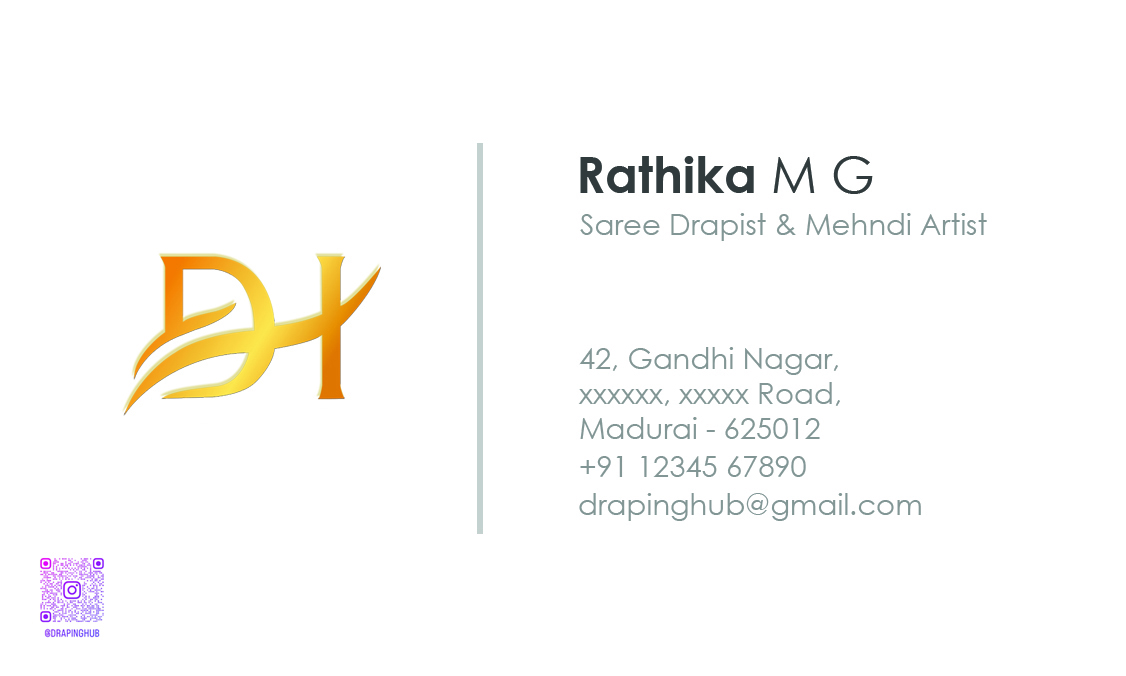 DH
Rathika M G
Saree Drapist & Mehndi Artist
42, Gandhi Nagar,
xxxxxx, xxxxx Road,
Madurai - 625012
+91 12345 67890
drapinghub@gmail.com
@DRAPINGHUB